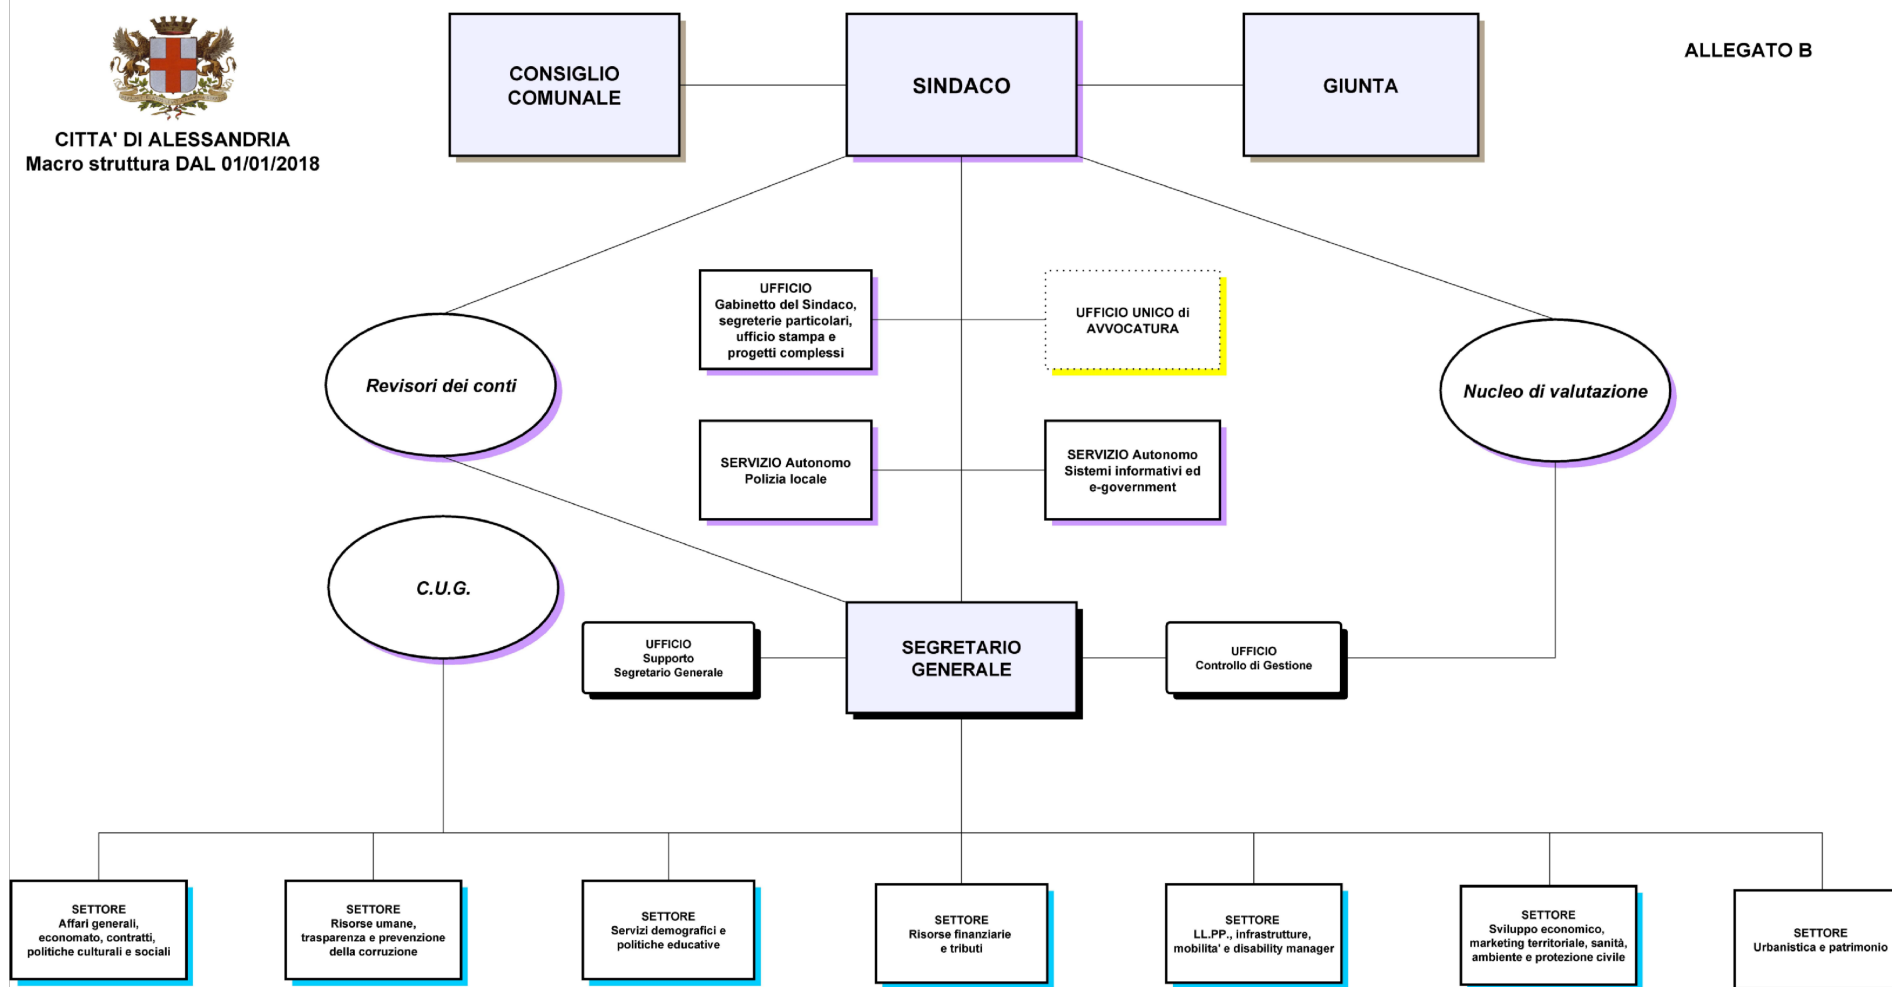 CITTA' DI ALESSANDRIA
Macro struttura DAL 01/01/2018
CONSIGLIO
COMUNALE
SINDACO
GIUNTA
ALLEGATO B
UFFICIO
Gabinetto del Sindaco,
segreterie particolari,
ufficio stampa e
progetti complessi
UFFICIO UNICO di
AVVOCATURA
Revisori dei conti
Nucleo di valutazione
SERVIZIO Autonomo
Polizia locale
SERVIZIO Autonomo
Sistemi informativi ed
e-government
C.U.G.
UFFICIO
Supporto
Segretario Generale
SEGRETARIO
GENERALE
UFFICIO
Controllo di Gestione
SETTORE
Affari generali,
economato, contratti,
politiche culturali e sociali
SETTORE
Risorse umane,
trasparenza e prevenzione
della corruzione
SETTORE
Servizi demografici e
politiche educative
SETTORE
Risorse finanziarie
e tributi
SETTORE
LL.PP., infrastrutture,
mobilita' e disability manager
SETTORE
Sviluppo economico,
marketing territoriale, sanità,
ambiente e protezione civile
SETTORE
Urbanistica e patrimonio